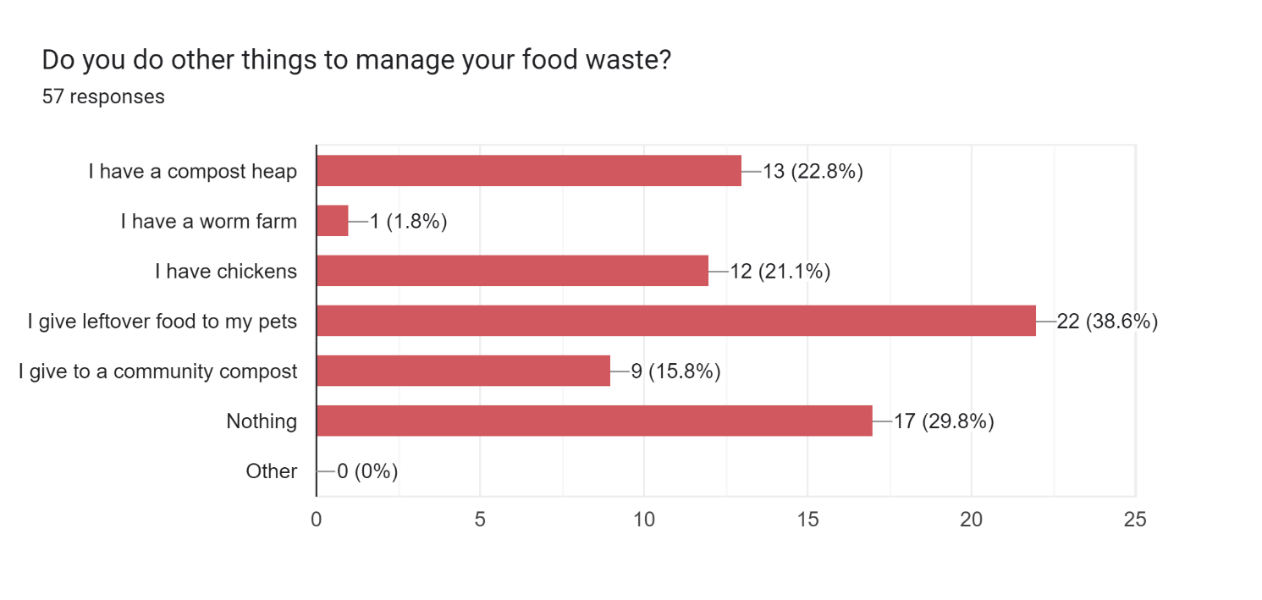 Do you do other things to manage your food waste?
57 responses
I have a compost heap 13 (22.8%)
I have a worm farm 1 (1.8%)
I have chickens 12 (21.1%)
I give leftover food to my pets 22 (38.6%)
I give to a community compost 9 (15.8%)
Nothing 17 (29.8%)
Other 0 (0%)
0 5 10 15 20 25